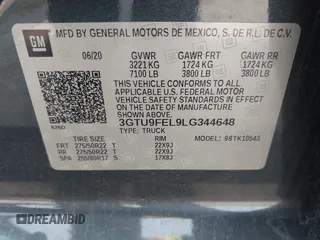 GM MFD BY GENERAL MOTORS DE MEXICO, S. DE R.L. DE C.V.
06/20 GVWR GAWR FRT GAWR RR
3221 KG 1724 KG 1724 KG
7100 LB 3800 LB 3800 LB
THIS VEHICLE CONFORMS TO ALL APPLICABLE U.S.
FEDERAL MOTOR VEHICLE SAFETY STANDARDS IN EFFECT
ON THE DATE OF MANUFACTURE SHOWN ABOVE.
3GTU9FEL9LG344648
TYPE: TRUCK MODEL:
TIRE SIZE RIM
FRT 275/50R22 T 22X9J
RR 275/50R22 T 22X9J
SPA 255/80R17 S 17X8J